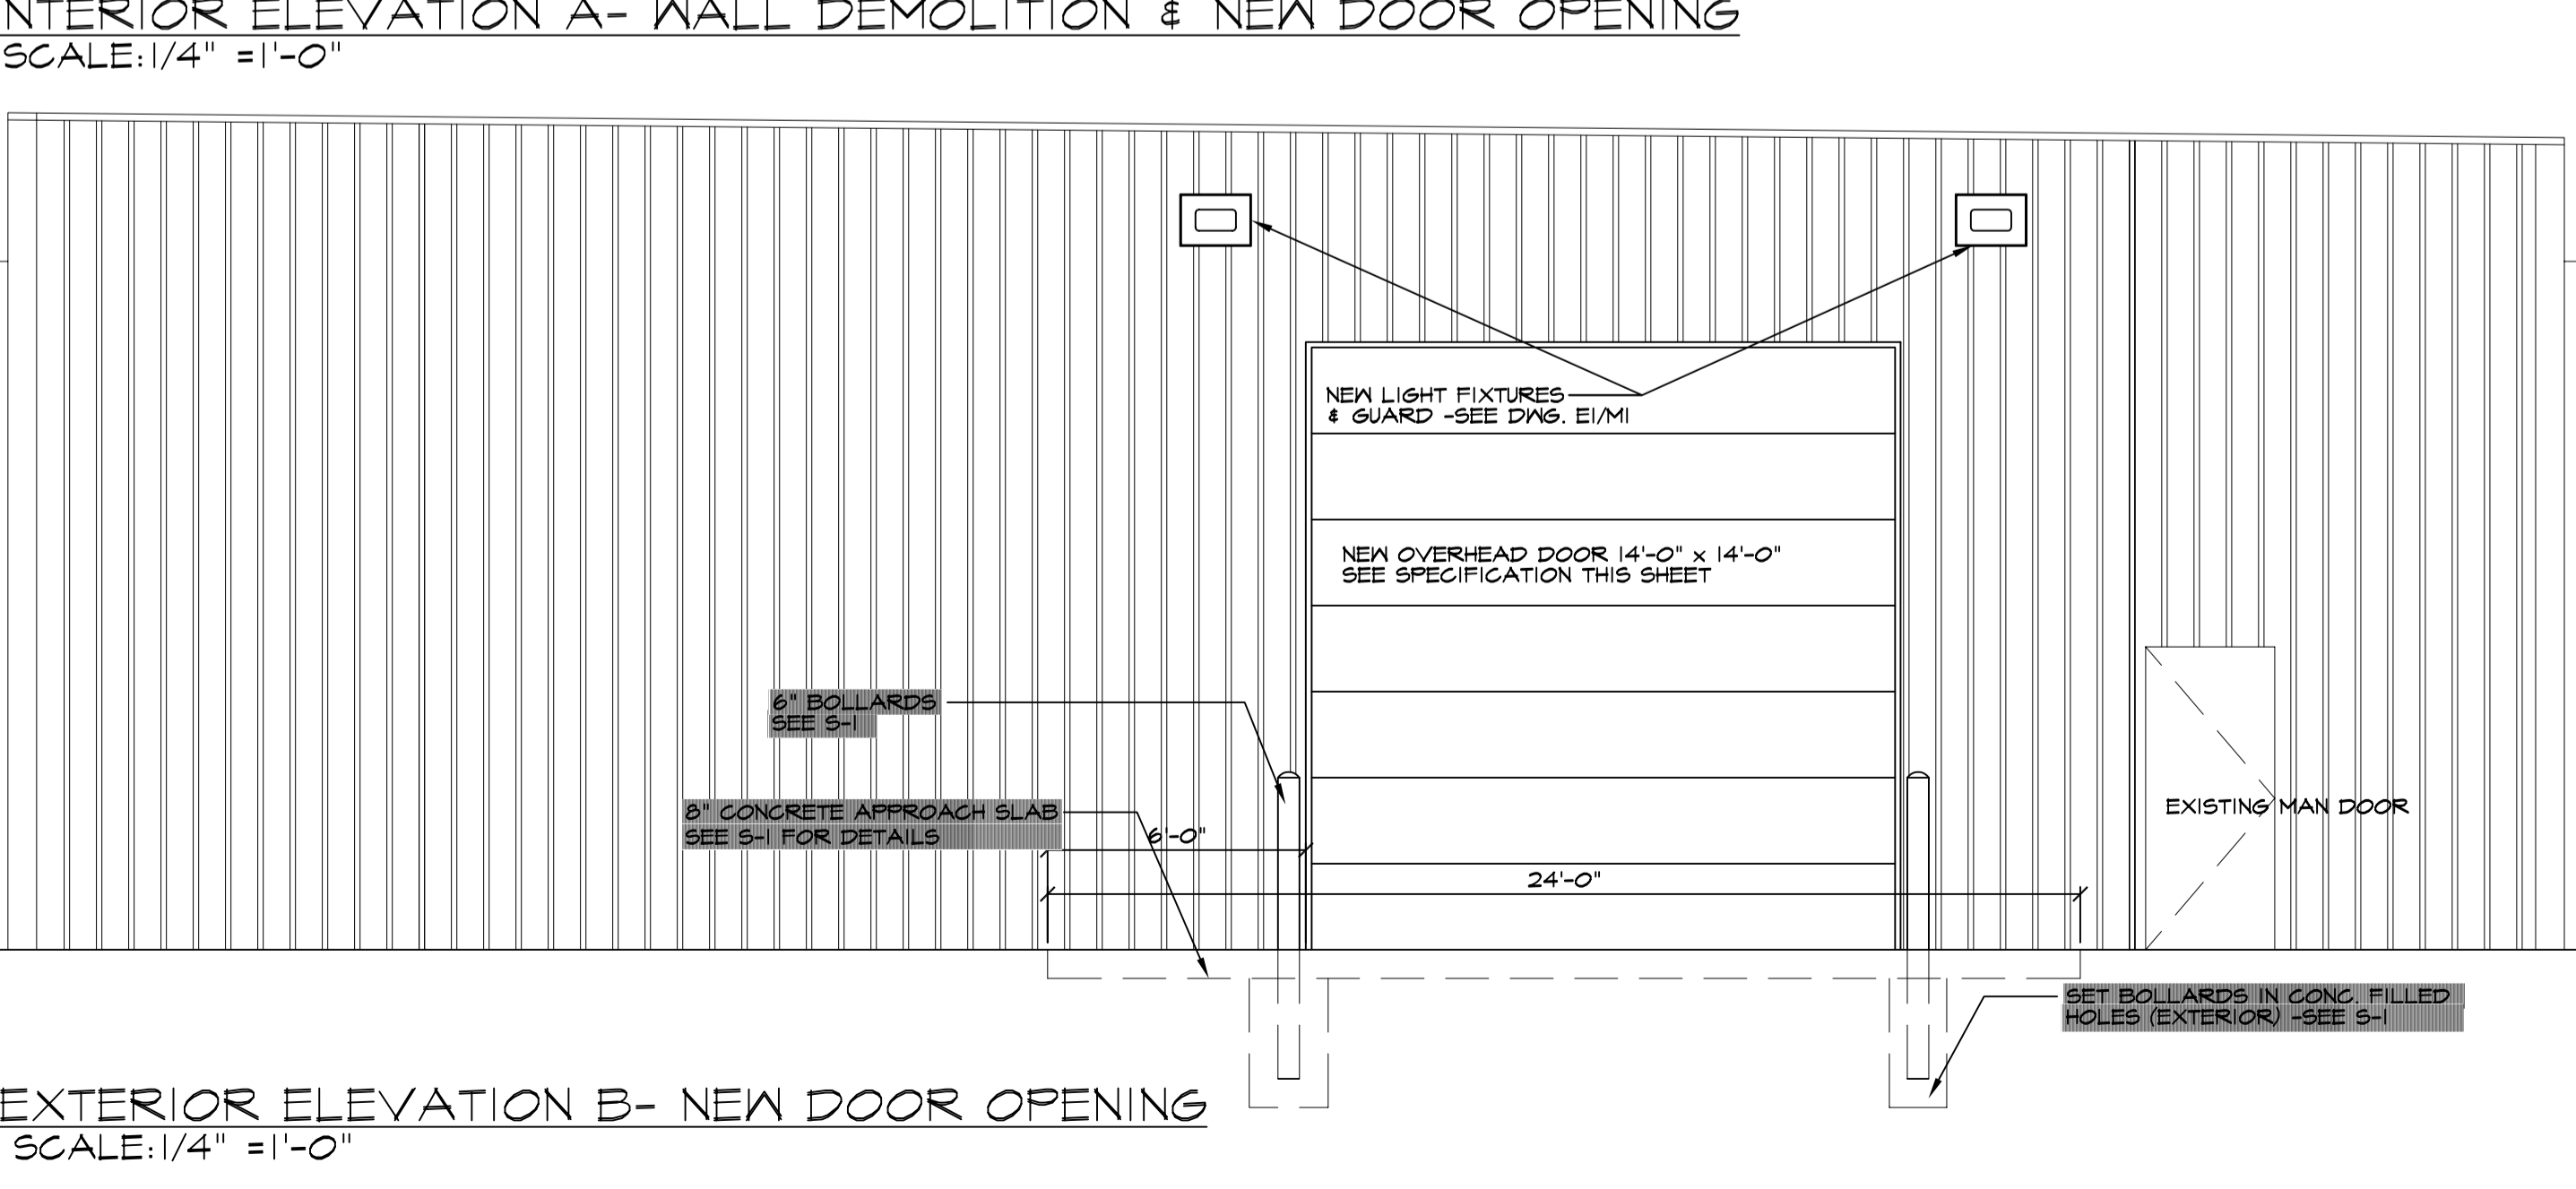 NTERIOR ELEVATION A- WALL DEMOLITION & NEW DOOR OPENING
SCALE:1/4" =1'-0"
NEW LIGHT FIXTURES
& GUARD -SEE DWG. E1/M1
NEW OVERHEAD DOOR 14'-0" x 14'-0"
SEE SPECIFICATION THIS SHEET
6" BOLLARDS
SEE S-1
8" CONCRETE APPROACH SLAB
SEE S-1 FOR DETAILS
6'-0"
EXISTING MAN DOOR
24'-0"
SET BOLLARDS IN CONC. FILLED
HOLES (EXTERIOR) -SEE S-1
EXTERIOR ELEVATION B- NEW DOOR OPENING
SCALE:1/4" =1'-0"